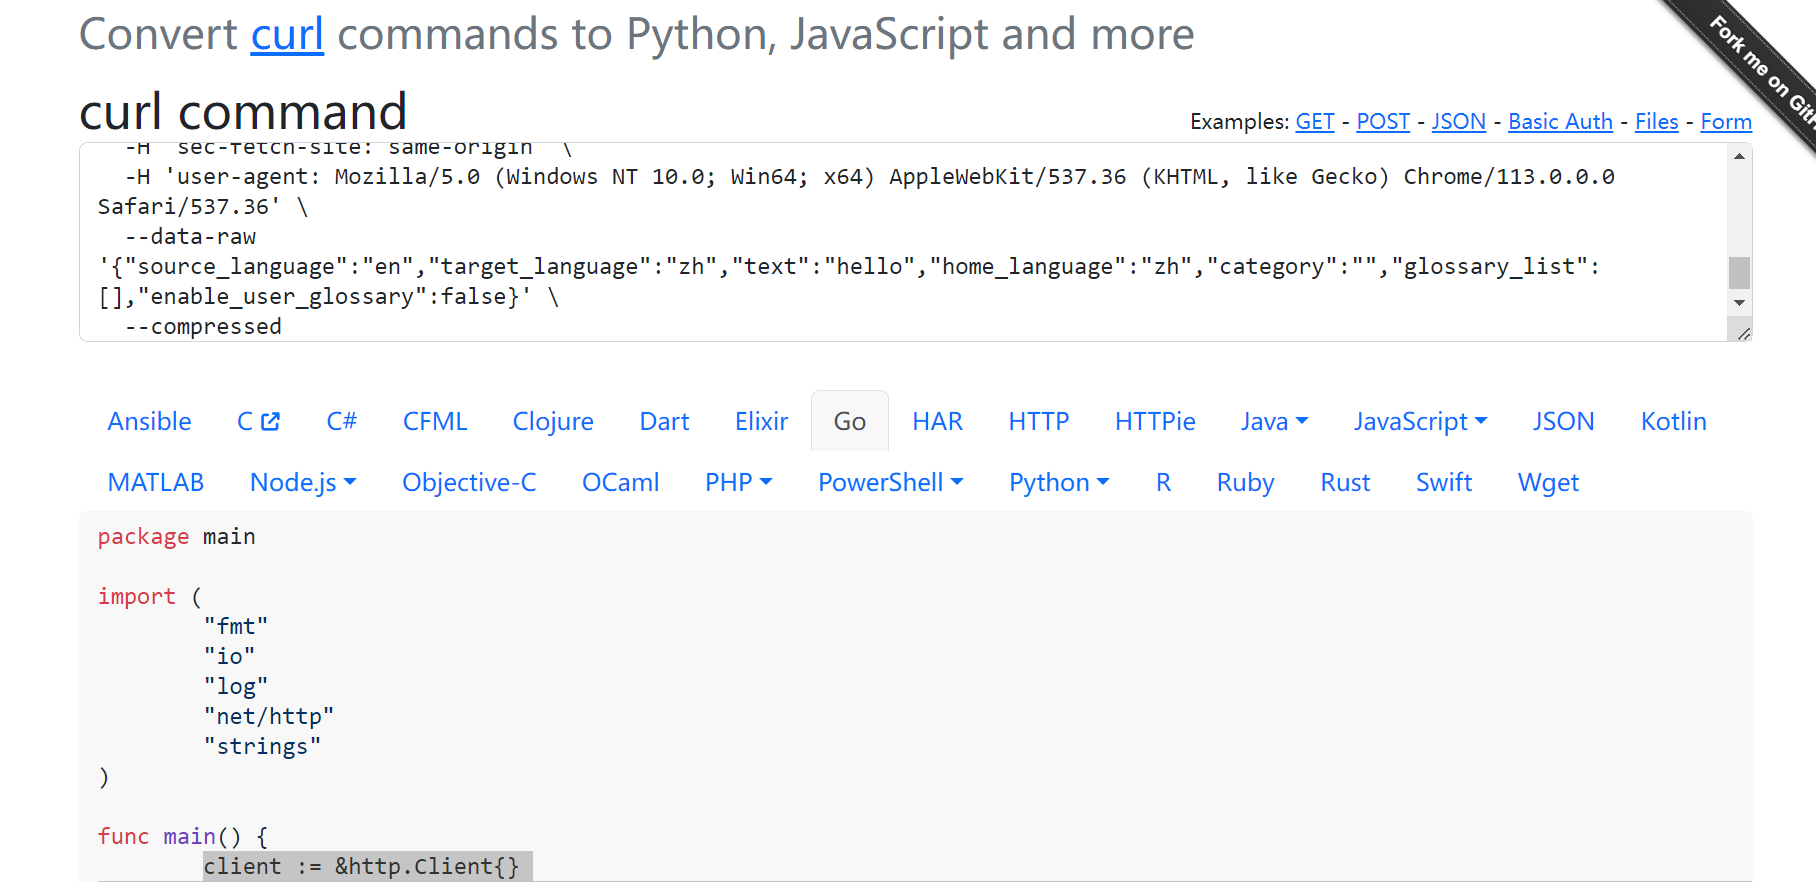 Convert curl commands to Python, JavaScript and more
Fork me on GitH
curl command
Examples: GET - POST - JSON - Basic Auth - Files - Form
-H 'sec-fetch-site: same-origin' \
-H 'user-agent: Mozilla/5.0 (Windows NT 10.0; Win64; x64) AppleWebKit/537.36 (KHTML, like Gecko) Chrome/113.0.0.0
Safari/537.36' \
--data-raw
'{"source_language":"en","target_language":"zh","text":"hello","home_language":"zh","category":"","glossary_list":
[],"enable_user_glossary":false}' \
--compressed
Ansible C C# CFML Clojure Dart Elixir Go HAR HTTP HTTPie Java JavaScript JSON Kotlin
MATLAB Node.js Objective-C OCaml PHP PowerShell Python R Ruby Rust Swift Wget
package main
import (
"fmt"
"io"
"log"
"net/http"
"strings"
)
func main() {
client := &http.Client{}